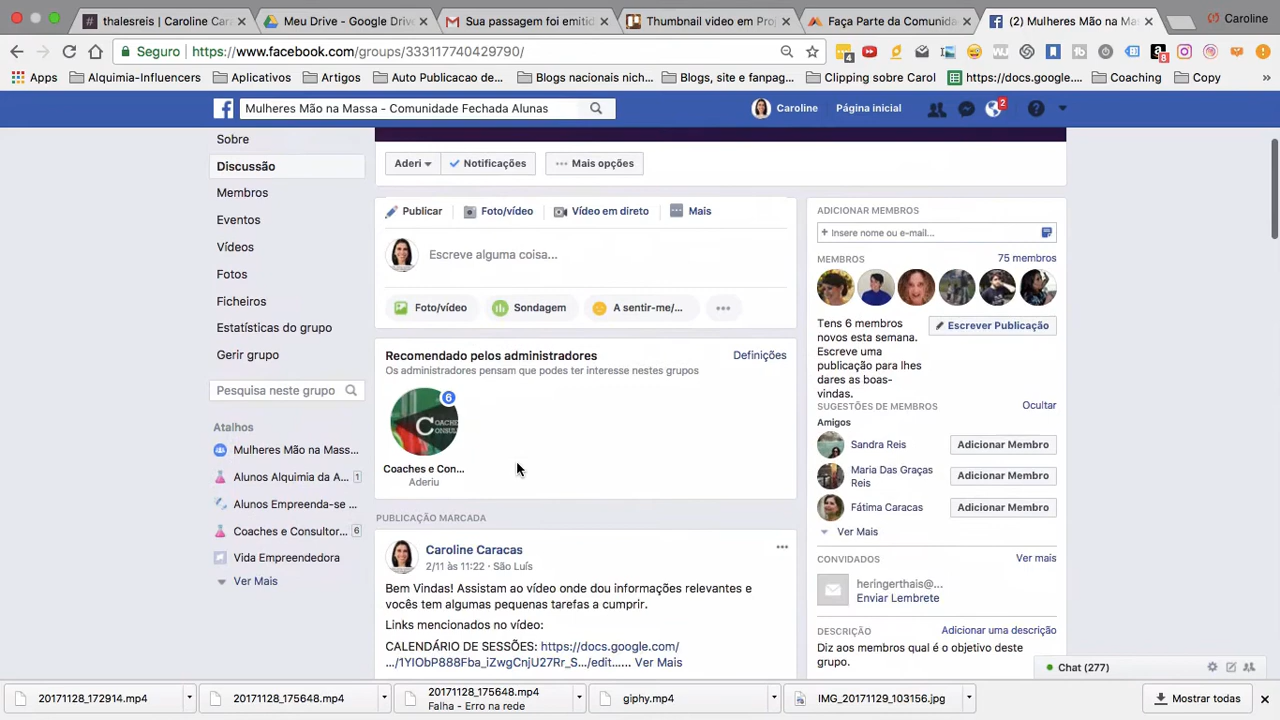 thalesreis | Caroline Carac
Meu Drive - Google Drive
Sua passagem foi emitid
Thumbnail video em Prop
Faça Parte da Comunida
(2) Mulheres Mão na Mas
Caroline
Seguro
https://www.facebook.com/groups/333117740429790/
4
8
Apps
Alquimia-Influencers
Aplicativos
Artigos
Auto Publicacao de...
Blogs nacionais nich...
Blogs, site e fanpag...
Clipping sobre Carol
https://docs.google....
Coaching
Copy
»
Mulheres Mão na Massa - Comunidade Fechada Alunas
Caroline
Página inicial
2
Sobre
Discussão
Membros
Eventos
Vídeos
Fotos
Ficheiros
Estatísticas do grupo
Gerir grupo
Pesquisa neste grupo
Atalhos
Mulheres Mão na Mass...
Alunos Alquimia da A... 1
Alunos Empreenda-se ...
Coaches e Consultor... 6
Vida Empreendedora
Ver Mais
Aderi
Notificações
Mais opções
Publicar
Foto/vídeo
Vídeo em direto
Mais
Escreve alguma coisa...
Foto/vídeo
Sondagem
A sentir-me/...
Recomendado pelos administradores
Definições
Os administradores pensam que podes ter interesse nestes grupos
6
COACHE
CONSUL
Coaches e Con...
Aderiu
PUBLICAÇÃO MARCADA
Caroline Caracas
2/11 às 11:22 · São Luís
Bem Vindas! Assistam ao vídeo onde dou informações relevantes e
vocês tem algumas pequenas tarefas a cumprir.
Links mencionados no vídeo:
CALENDÁRIO DE SESSÕES: https://docs.google.com/
.../1YIObP888Fba_iZwgCnjU27Rr_S.../edit...... Ver Mais
ADICIONAR MEMBROS
+ Insere nome ou e-mail...
MEMBROS
75 membros
Tens 6 membros
novos esta semana.
Escreve uma
publicação para lhes
dares as boas-
vindas.
Escrever Publicação
SUGESTÕES DE MEMBROS
Ocultar
Amigos
Sandra Reis
Adicionar Membro
Maria Das Graças
Reis
Adicionar Membro
Fátima Caracas
Adicionar Membro
Ver Mais
CONVIDADOS
Ver mais
heringerthais@...
Enviar Lembrete
DESCRIÇÃO
Adicionar uma descrição
Diz aos membros qual é o objetivo deste
grupo.
Chat (277)
20171128_172914.mp4
20171128_175648.mp4
20171128_175648.mp4
Falha - Erro na rede
giphy.mp4
IMG_20171129_103156.jpg
Mostrar todas